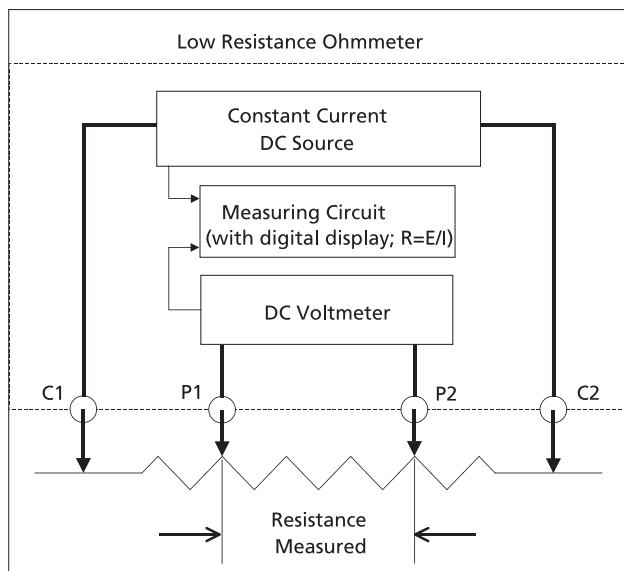 Low Resistance Ohmmeter
Constant Current
DC Source
Measuring Circuit
(with digital display; R=E/I)
DC Voltmeter
C1
P1
P2
C2
Resistance
Measured